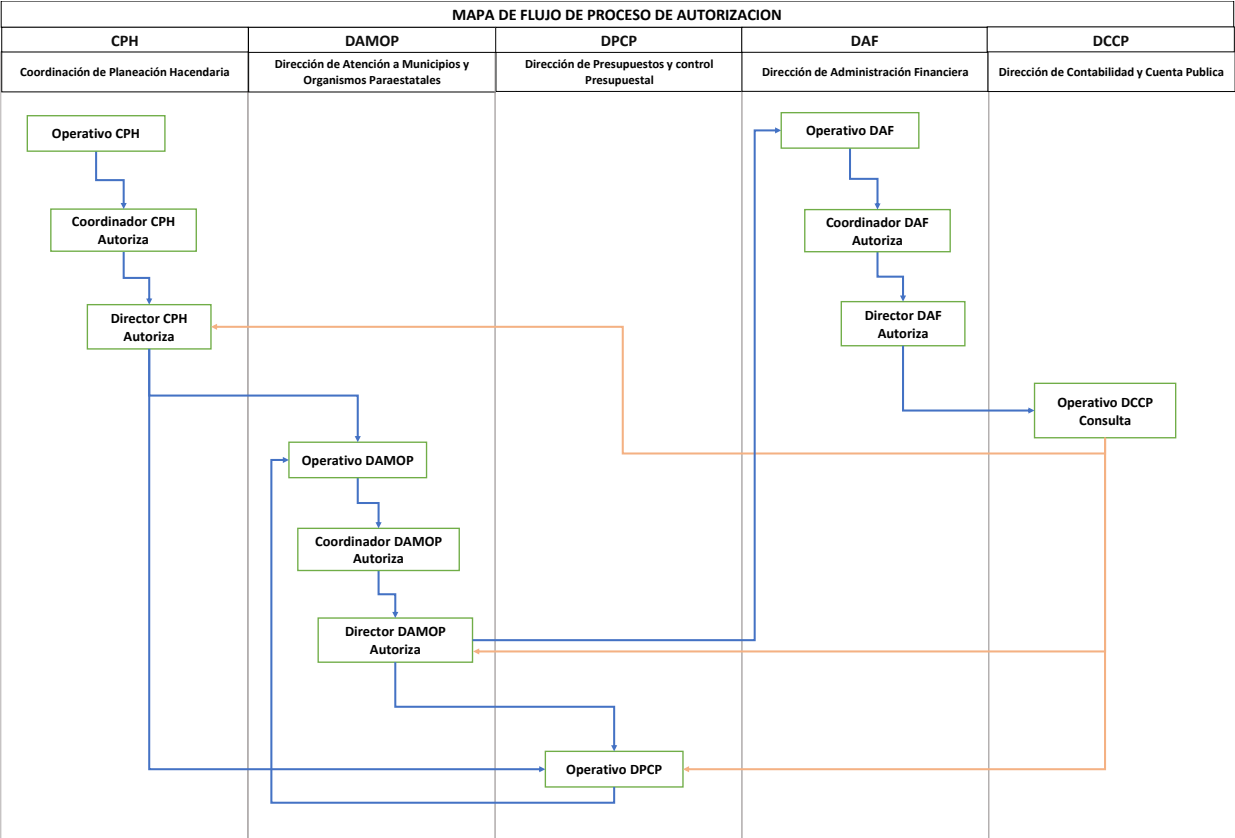 MAPA DE FLUJO DE PROCESO DE AUTORIZACION
CPH
DAMOP
DPCP
DAF
DCCP
Coordinación de Planeación Hacendaria
Dirección de Atención a Municipios y
Organismos Paraestatales
Dirección de Presupuestos y control
Presupuestal
Dirección de Administración Financiera
Dirección de Contabilidad y Cuenta Publica
Operativo CPH
Coordinador CPH
Autoriza
Director CPH
Autoriza
Operativo DAMOP
Coordinador DAMOP
Autoriza
Director DAMOP
Autoriza
Operativo DPCP
Operativo DAF
Coordinador DAF
Autoriza
Director DAF
Autoriza
Operativo DCCP
Consulta